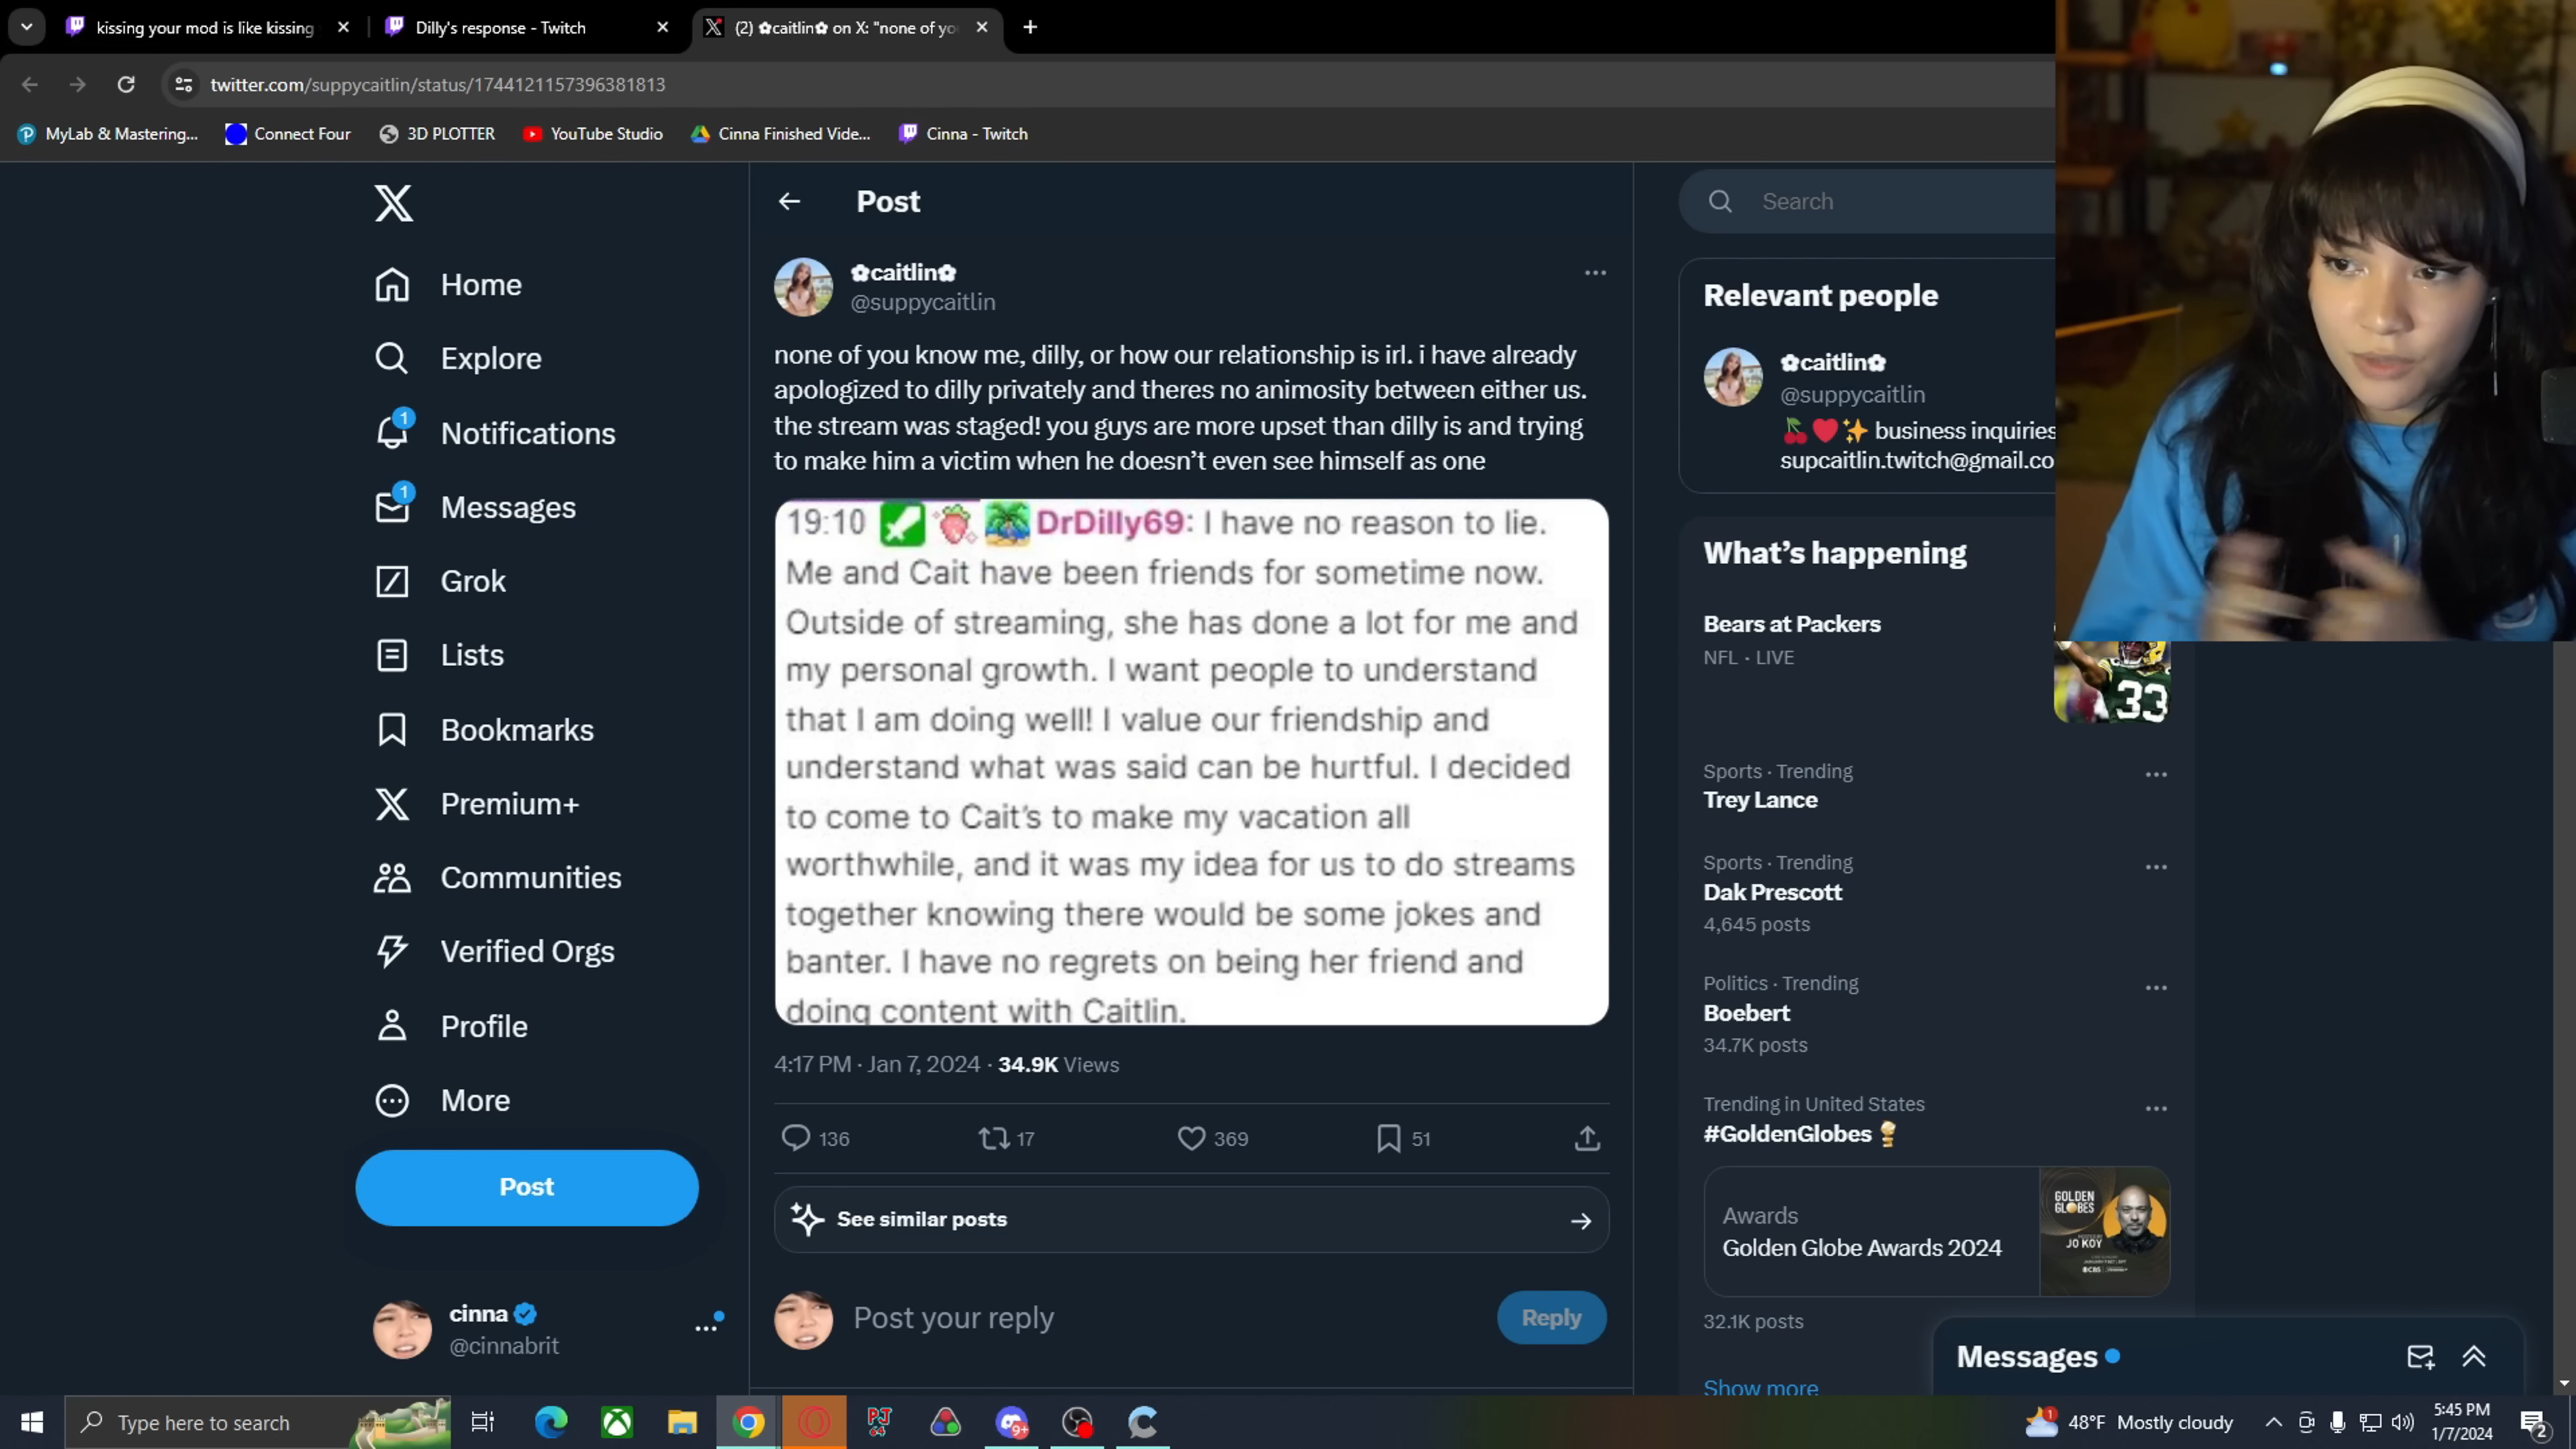 kissing your mod is like kissing
Dilly's response - Twitch
(2) ✿caitlin✿ on X: "none of yo
twitter.com/suppycaitlin/status/1744121157396381813
MyLab & Mastering...
Connect Four
3D PLOTTER
YouTube Studio
Cinna Finished Vide...
Cinna - Twitch
Home
Explore
1
Notifications
1
Messages
Grok
Lists
Bookmarks
Premium+
Communities
Verified Orgs
Profile
More
Post
cinna
@cinnabrit
Post
✿caitlin✿
@suppycaitlin
none of you know me, dilly, or how our relationship is irl. i have already
apologized to dilly privately and theres no animosity between either us.
the stream was staged! you guys are more upset than dilly is and trying
to make him a victim when he doesn’t even see himself as one
19:10 DrDilly69: I have no reason to lie.
Me and Cait have been friends for sometime now.
Outside of streaming, she has done a lot for me and
my personal growth. I want people to understand
that I am doing well! I value our friendship and
understand what was said can be hurtful. I decided
to come to Cait's to make my vacation all
worthwhile, and it was my idea for us to do streams
together knowing there would be some jokes and
banter. I have no regrets on being her friend and
doing content with Caitlin.
4:17 PM · Jan 7, 2024 · 34.9K Views
136 17 369 51
See similar posts
Post your reply
Reply
Search
Relevant people
✿caitlin✿
@suppycaitlin
🍒❤️✨ business inquiries
supcaitlin.twitch@gmail.co
What’s happening
Bears at Packers
NFL · LIVE
33
Sports · Trending
Trey Lance
Sports · Trending
Dak Prescott
4,645 posts
Politics · Trending
Boebert
34.7K posts
Trending in United States
#GoldenGlobes
Awards
Golden Globe Awards 2024
GOLDEN
GLOBES
JO KOY
32.1K posts
Show more
Messages
Type here to search
9+
1
48°F Mostly cloudy
5:45 PM
1/7/2024
2